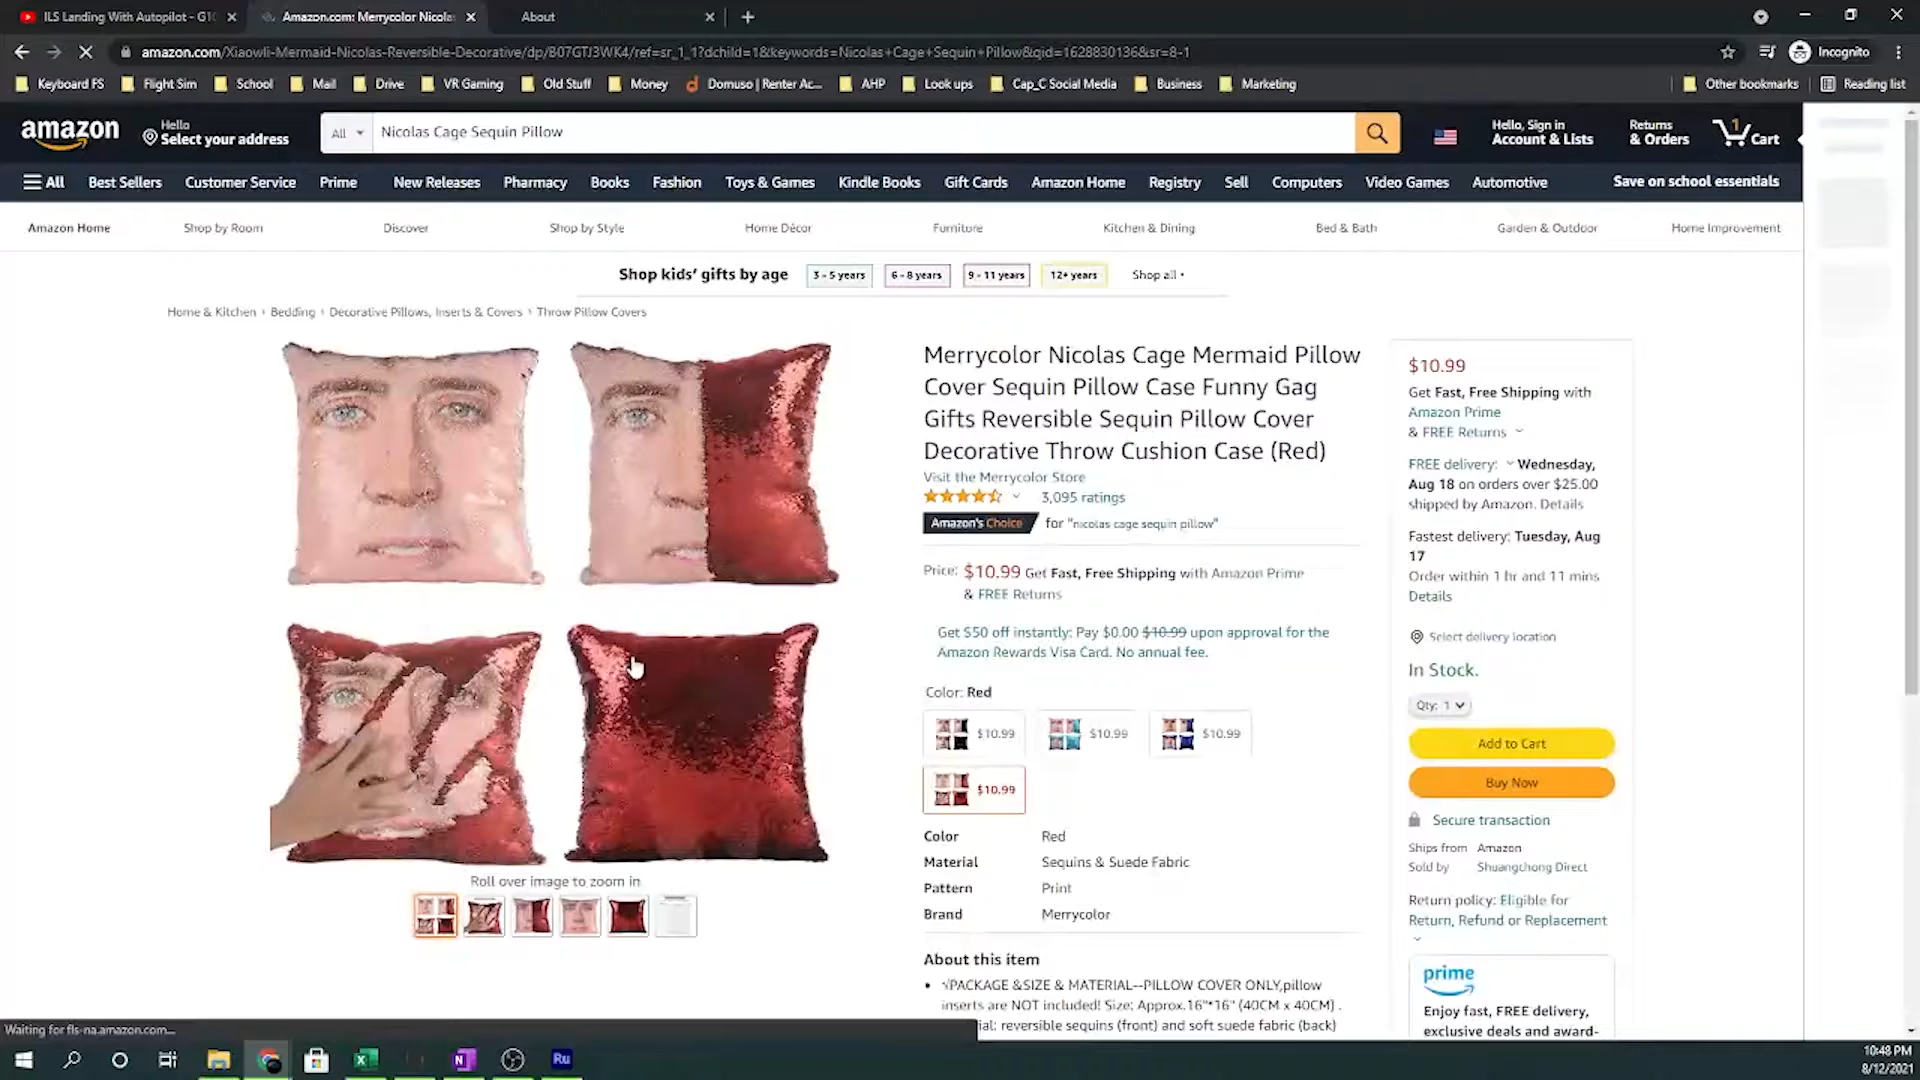 ILS Landing With Autopilot - G10
Amazon.com: Merrycolor Nicolas
About
amazon.com/Xiaowli-Mermaid-Nicolas-Reversible-Decorative/dp/B07GTJ3WK4/ref=sr_1_1?dchild=1&keywords=Nicolas+Cage+Sequin+Pillow&qid=1628830136&sr=8-1
Incognito
Keyboard FS Flight Sim School Mail Drive VR Gaming Old Stuff Money Domuso | Renter Ac... AHP Look ups Cap_C Social Media Business Marketing Other bookmarks Reading list
amazon
Hello
Select your address
All
Nicolas Cage Sequin Pillow
Hello, Sign in
Account & Lists
Returns
& Orders
1
Cart
All Best Sellers Customer Service Prime New Releases Pharmacy Books Fashion Toys & Games Kindle Books Gift Cards Amazon Home Registry Sell Computers Video Games Automotive Save on school essentials
Amazon Home Shop by Room Discover Shop by Style Home Décor Furniture Kitchen & Dining Bed & Bath Garden & Outdoor Home Improvement
Shop kids' gifts by age 3 - 5 years 6 - 8 years 9 - 11 years 12+ years Shop all ›
Home & Kitchen › Bedding › Decorative Pillows, Inserts & Covers › Throw Pillow Covers
Roll over image to zoom in
Merrycolor Nicolas Cage Mermaid Pillow
Cover Sequin Pillow Case Funny Gag
Gifts Reversible Sequin Pillow Cover
Decorative Throw Cushion Case (Red)
Visit the Merrycolor Store
3,095 ratings
Amazon's Choice for "nicolas cage sequin pillow"
Price: $10.99 Get Fast, Free Shipping with Amazon Prime
& FREE Returns
Get $50 off instantly: Pay $0.00 $10.99 upon approval for the
Amazon Rewards Visa Card. No annual fee.
Color: Red
$10.99 $10.99 $10.99
$10.99
Color Red
Material Sequins & Suede Fabric
Pattern Print
Brand Merrycolor
About this item
• √PACKAGE &SIZE & MATERIAL--PILLOW COVER ONLY,pillow
inserts are NOT included! Size: Approx.16"*16" (40CM x 40CM) .
ial: reversible sequins (front) and soft suede fabric (back)
$10.99
Get Fast, Free Shipping with
Amazon Prime
& FREE Returns
FREE delivery: Wednesday,
Aug 18 on orders over $25.00
shipped by Amazon. Details
Fastest delivery: Tuesday, Aug
17
Order within 1 hr and 11 mins
Details
Select delivery location
In Stock.
Qty: 1
Add to Cart
Buy Now
Secure transaction
Ships from Amazon
Sold by Shuangchong Direct
Return policy: Eligible for
Return, Refund or Replacement
prime
Enjoy fast, FREE delivery,
exclusive deals and award-
Waiting for fls-na.amazon.com...
N
Ru
10:48 PM
8/12/2021